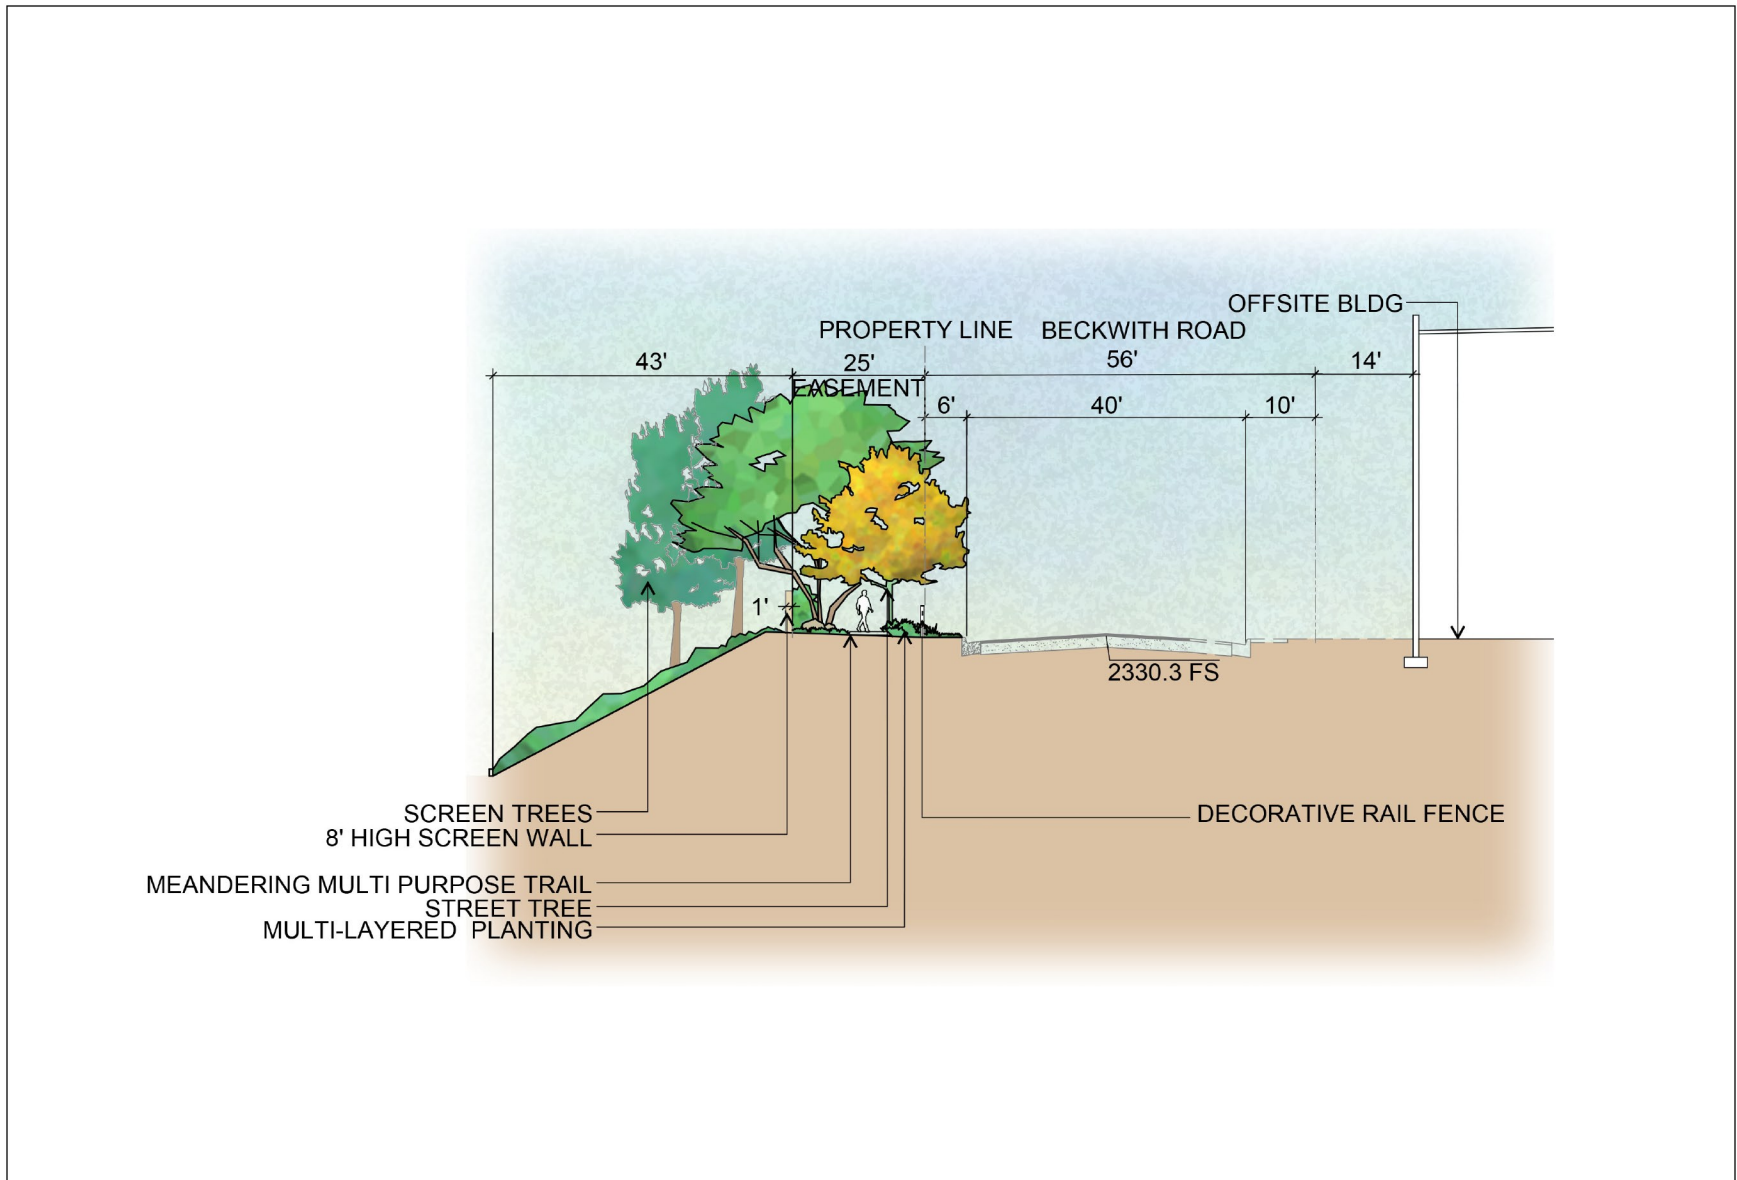 OFFSITE BLDG
PROPERTY LINE BECKWITH ROAD
43' 25' 56' 14'
EASEMENT
6' 40' 10'
1'
2330.3 FS
SCREEN TREES
DECORATIVE RAIL FENCE
8' HIGH SCREEN WALL
MEANDERING MULTI PURPOSE TRAIL
STREET TREE
MULTI-LAYERED PLANTING